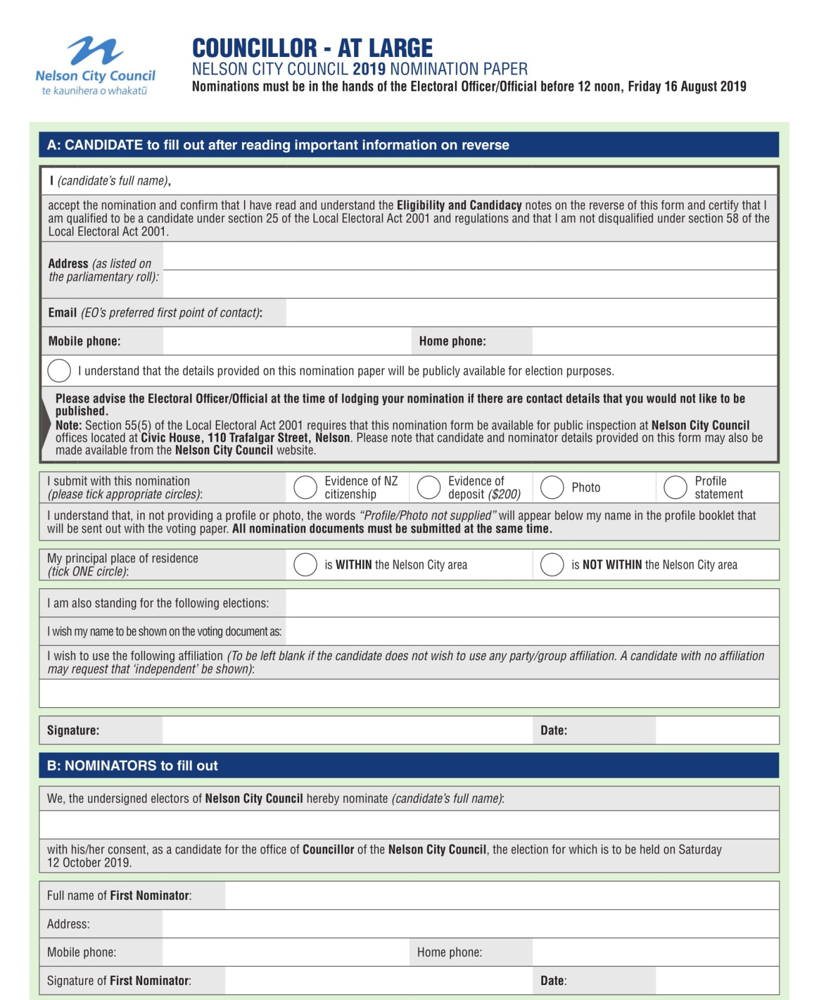 Nelson City Council
te kaunihera o whakatū
COUNCILLOR - AT LARGE
NELSON CITY COUNCIL 2019 NOMINATION PAPER
Nominations must be in the hands of the Electoral Officer/Official before 12 noon, Friday 16 August 2019
A: CANDIDATE to fill out after reading important information on reverse
I (candidate's full name),
accept the nomination and confirm that I have read and understand the Eligibility and Candidacy notes on the reverse of this form and certify that I
am qualified to be a candidate under section 25 of the Local Electoral Act 2001 and regulations and that I am not disqualified under section 58 of the
Local Electoral Act 2001.
Address (as listed on
the parliamentary roll):
Email (EO's preferred first point of contact):
Mobile phone:
Home phone:
I understand that the details provided on this nomination paper will be publicly available for election purposes.
Please advise the Electoral Officer/Official at the time of lodging your nomination if there are contact details that you would not like to be
published.
Note: Section 55(5) of the Local Electoral Act 2001 requires that this nomination form be available for public inspection at Nelson City Council
offices located at Civic House, 110 Trafalgar Street, Nelson. Please note that candidate and nominator details provided on this form may also be
made available from the Nelson City Council website.
I submit with this nomination
(please tick appropriate circles):
Evidence of NZ
citizenship
Evidence of
deposit ($200)
Photo
Profile
statement
I understand that, in not providing a profile or photo, the words "Profile/Photo not supplied" will appear below my name in the profile booklet that
will be sent out with the voting paper. All nomination documents must be submitted at the same time.
My principal place of residence
(tick ONE circle):
is WITHIN the Nelson City area
is NOT WITHIN the Nelson City area
I am also standing for the following elections:
I wish my name to be shown on the voting document as:
I wish to use the following affiliation (To be left blank if the candidate does not wish to use any party/group affiliation. A candidate with no affiliation
may request that 'independent' be shown):
Signature:
Date:
B: NOMINATORS to fill out
We, the undersigned electors of Nelson City Council hereby nominate (candidate's full name):
with his/her consent, as a candidate for the office of Councillor of the Nelson City Council, the election for which is to be held on Saturday
12 October 2019.
Full name of First Nominator:
Address:
Mobile phone:
Home phone:
Signature of First Nominator:
Date: